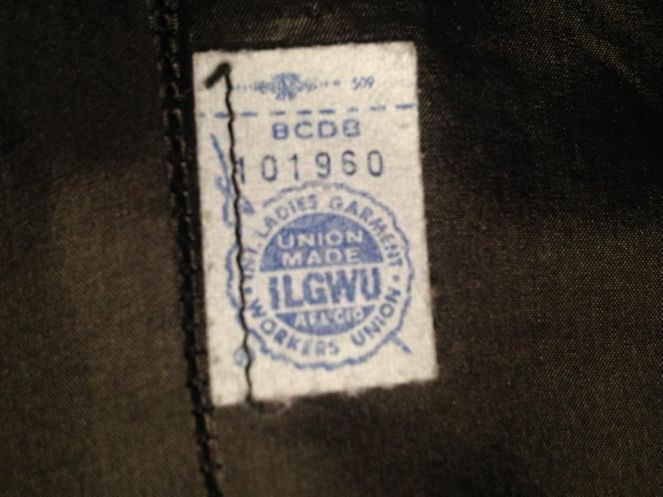 509
BCDB
101960
INT. LADIES GARMENT
UNION
MADE
ILGWU
AFL-CIO
WORKERS UNION